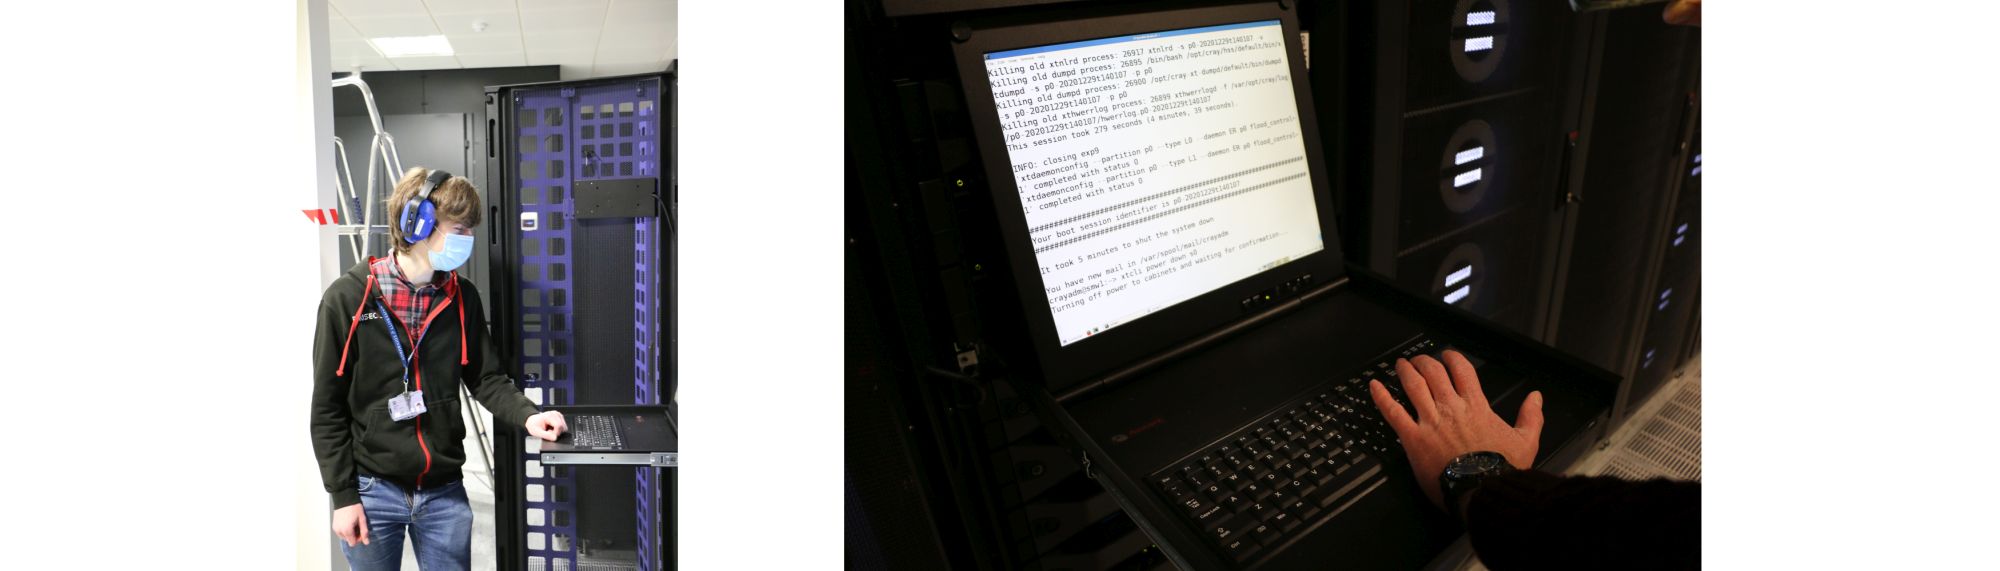 Killing old xtnlrd process: 26917 xtnlrd -s p0-20201229t140107 -v
Killing old dumpd process: 26895 /bin/bash /opt/cray/hss/default/bin/x
tdumpd -s p0-20201229t140107 -p p0
Killing old dumpd process: 26900 /opt/cray-xt-dumpd/default/bin/dumpd
-s p0-20201229t140107 -p p0
Killing old xthwerrlog process: 26899 xthwerrlogd -f /var/opt/cray/log
/p0-20201229t140107/hwerrlog.p0-20201229t140107
This session took 279 seconds (4 minutes, 39 seconds).
INFO: closing exp9
'xtdaemonconfig --partition p0 --type L0 --daemon ER p0 flood_control=
1' completed with status 0
'xtdaemonconfig --partition p0 --type L1 --daemon ER p0 flood_control=
1' completed with status 0
Your boot session identifier is p0-20201229t140107
It took 5 minutes to shut the system down
You have new mail in /var/spool/mail/crayadm
crayadm@smw1:~> xtcli power down s0
Turning off power to cabinets and waiting for confirmation...